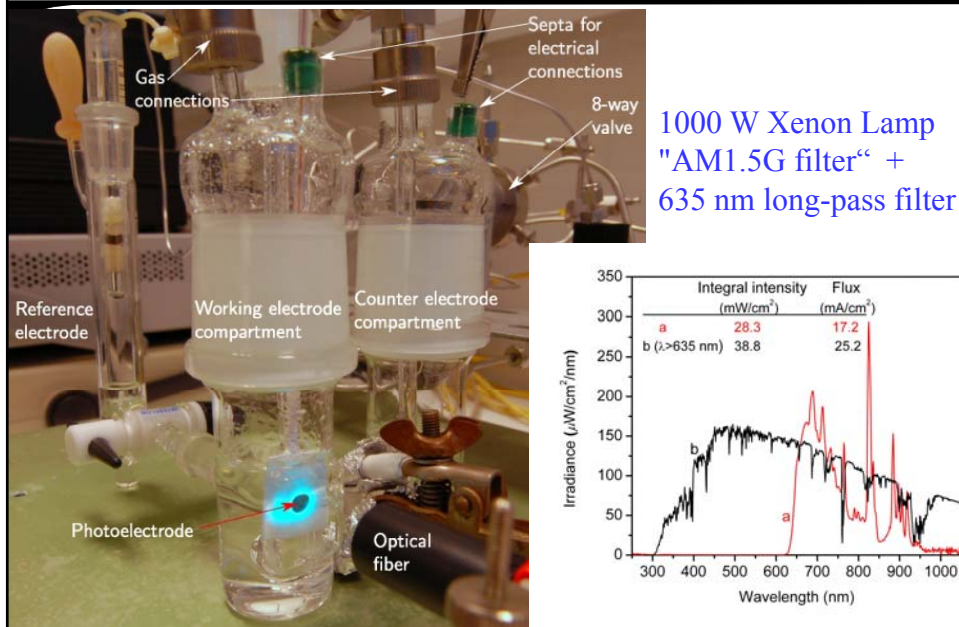 Gas
connections
Septa for
electrical
connections
8-way
valve
Reference
electrode
Working electrode
compartment
Counter electrode
compartment
Photoelectrode
Optical
fiber
1000 W Xenon Lamp
"AM1.5G filter“ +
635 nm long-pass filter
Integral intensity Flux
(mW/cm²) (mA/cm²)
a 28.3 17.2
b (λ>635 nm) 38.8 25.2
350
300
250
200
150
100
50
0
Irradiance (μW/cm²/nm)
b
a
300 400 500 600 700 800 900 1000
Wavelength (nm)